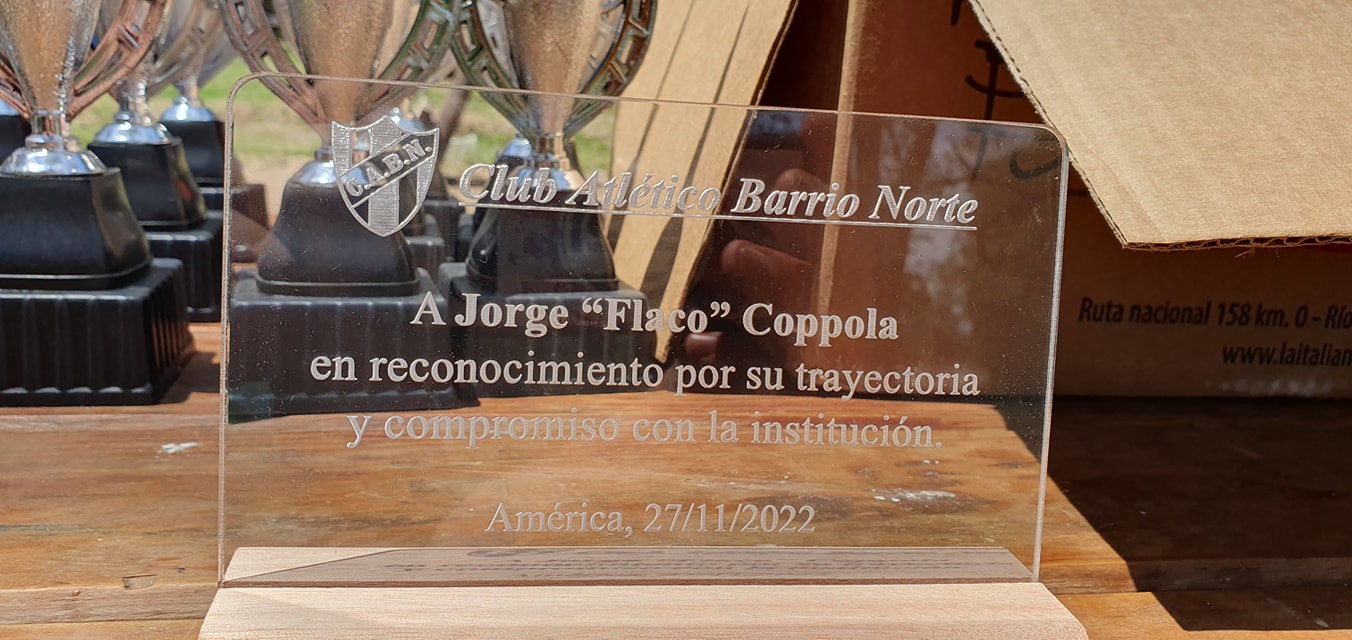 C.A.B.N.
Club Atlético Barrio Norte
A Jorge “Flaco” Coppola
en reconocimiento por su trayectoria
y compromiso con la institución.
América, 27/11/2022
Ruta nacional 158 km. 0 -
www.laitalian